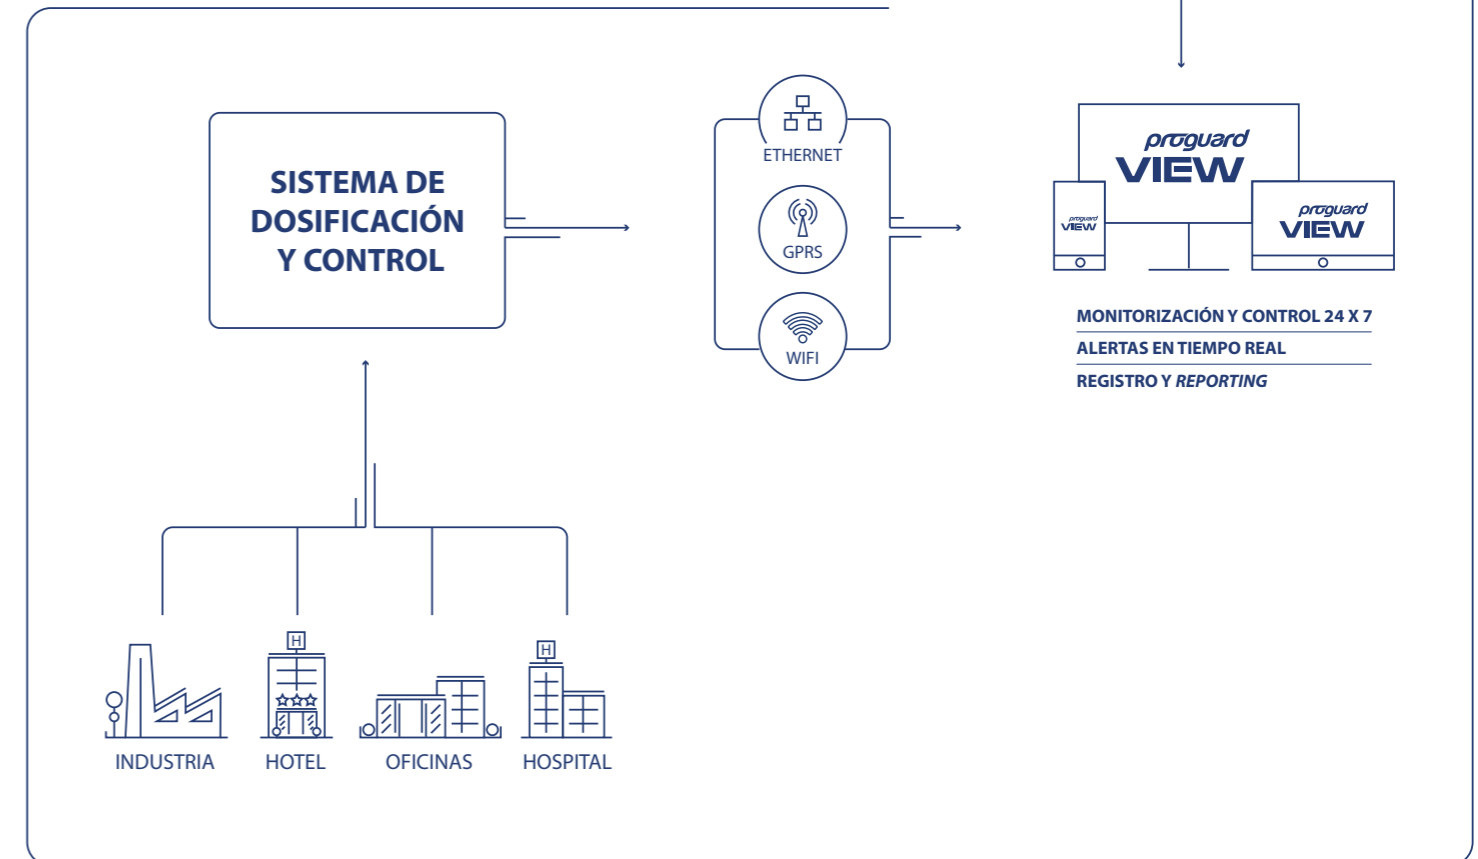 SISTEMA DE
DOSIFICACIÓN
Y CONTROL
ETHERNET
GPRS
WIFI
proguard
VIEW
proguard
VIEW
proguard
VIEW
MONITORIZACIÓN Y CONTROL 24 X 7
ALERTAS EN TIEMPO REAL
REGISTRO Y REPORTING
H
H
INDUSTRIA
HOTEL
OFICINAS
HOSPITAL